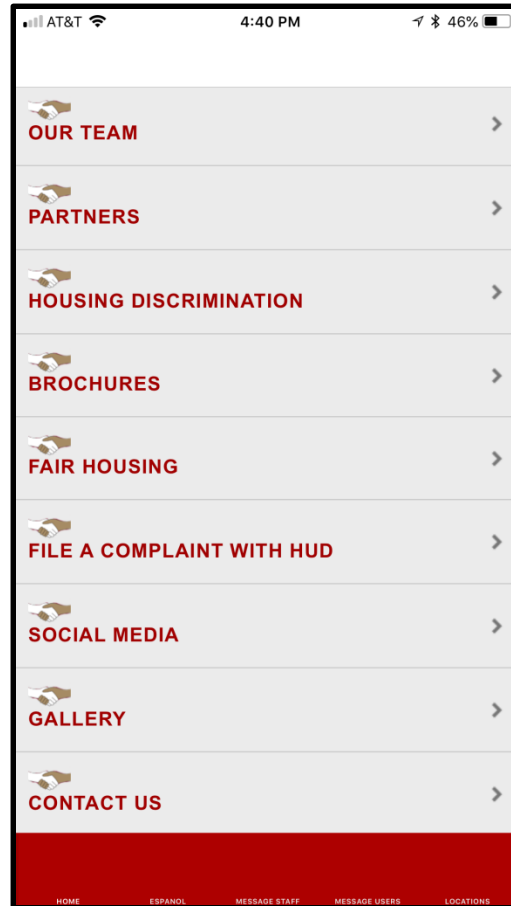 AT&T 4:40 PM 46%
OUR TEAM
PARTNERS
HOUSING DISCRIMINATION
BROCHURES
FAIR HOUSING
FILE A COMPLAINT WITH HUD
SOCIAL MEDIA
GALLERY
CONTACT US
HOME ESPANOL MESSAGE STAFF MESSAGE USERS LOCATIONS